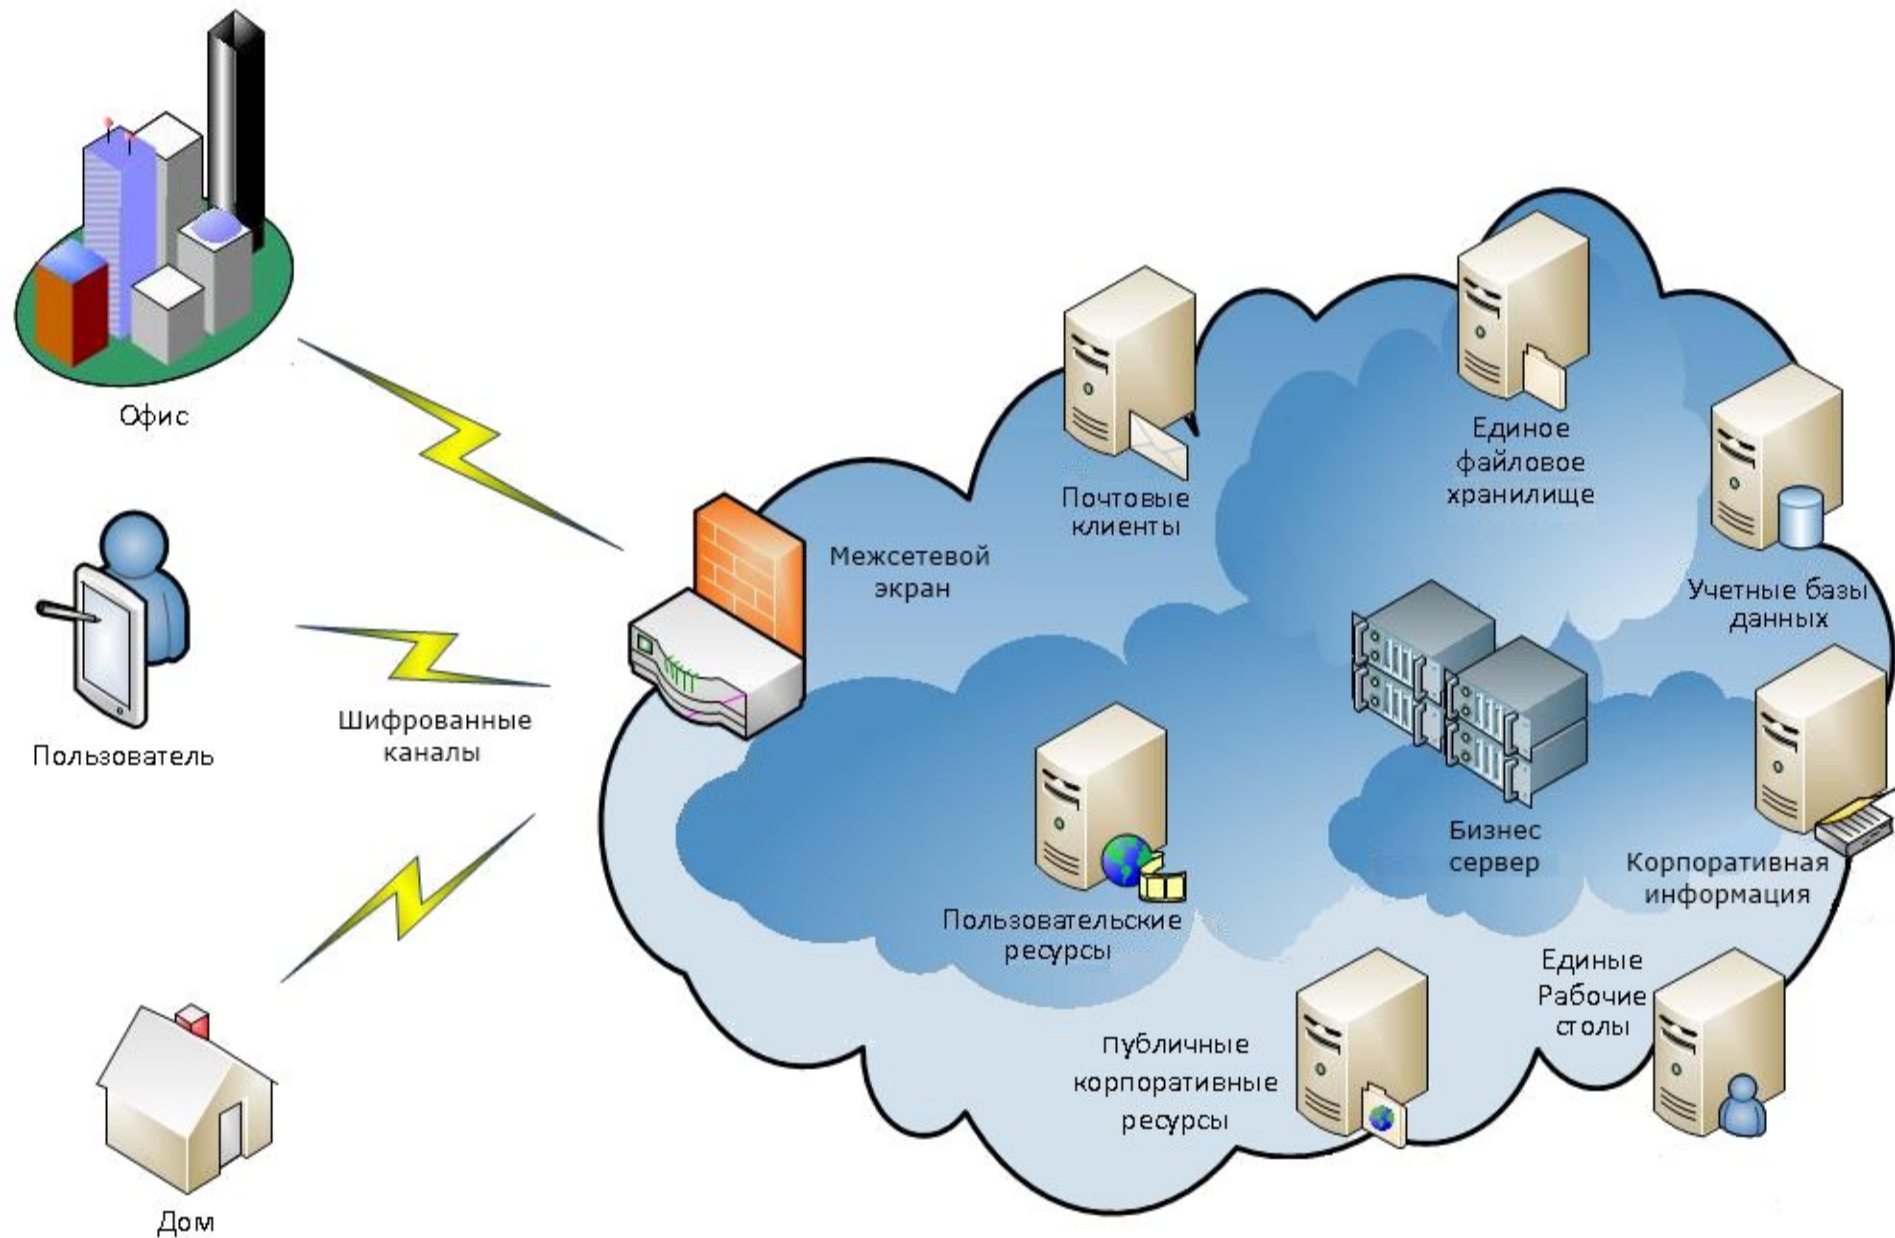 Офис
Пользователь
Шифрованные
каналы
Дом
Межсетевой
экран
Почтовые
клиенты
Единое
файловое
хранилище
Учетные базы
данных
Бизнес
сервер
Корпоративная
информация
Пользовательские
ресурсы
Единые
Рабочие
столы
Публичные
корпоративные
ресурсы